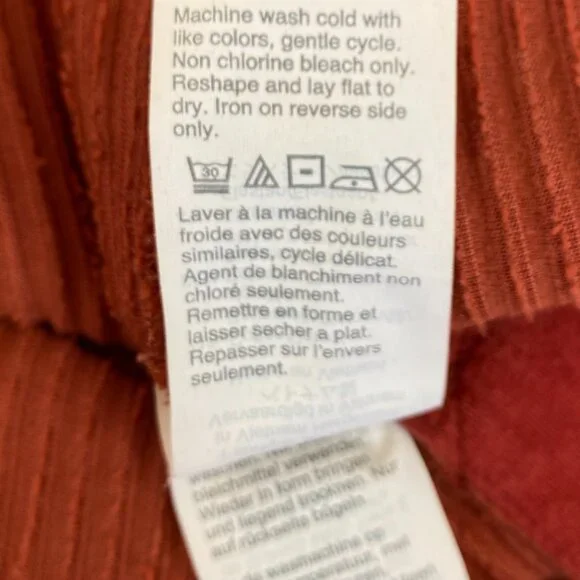 Machine wash cold with
like colors, gentle cycle.
Non chlorine bleach only.
Reshape and lay flat to
dry. Iron on reverse side
only.
30
Laver à la machine à l'eau
froide avec des couleurs
similaires, cycle délicat.
Agent de blanchiment non
chloré seulement.
Remettre en forme et
laisser secher a plat.
Repasser sur l'envers
seulement.
bleichmittel verwenden.
Wieder in form bringen
und liegend trocknen. Nur
auf rückseite bügeln.